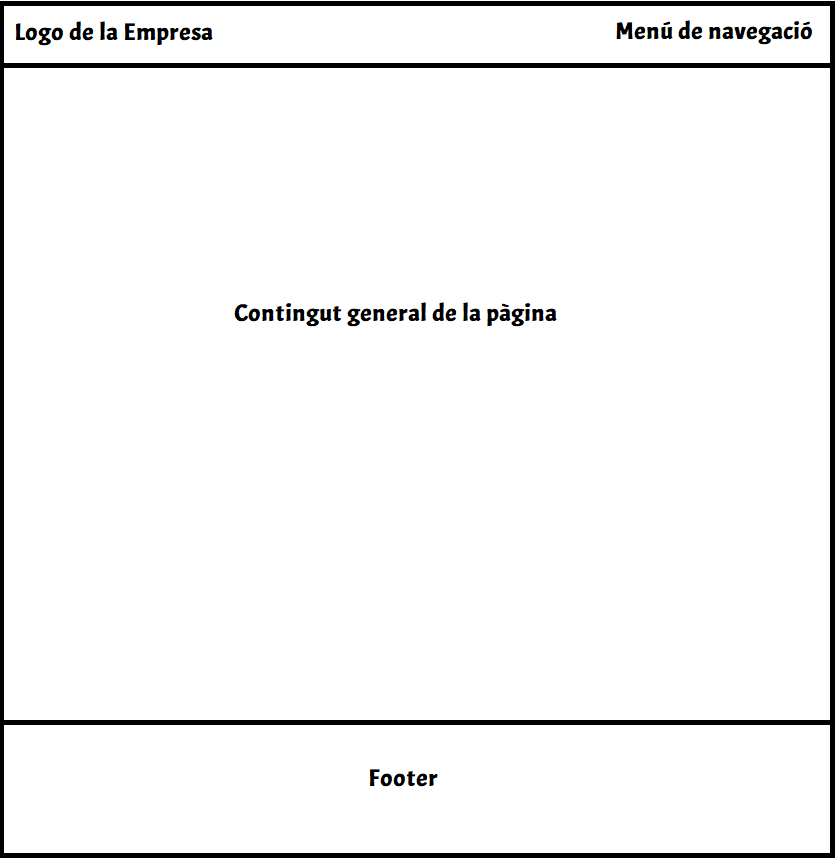 Logo de la Empresa
Menú de navegació
Contingut general de la pàgina
Footer